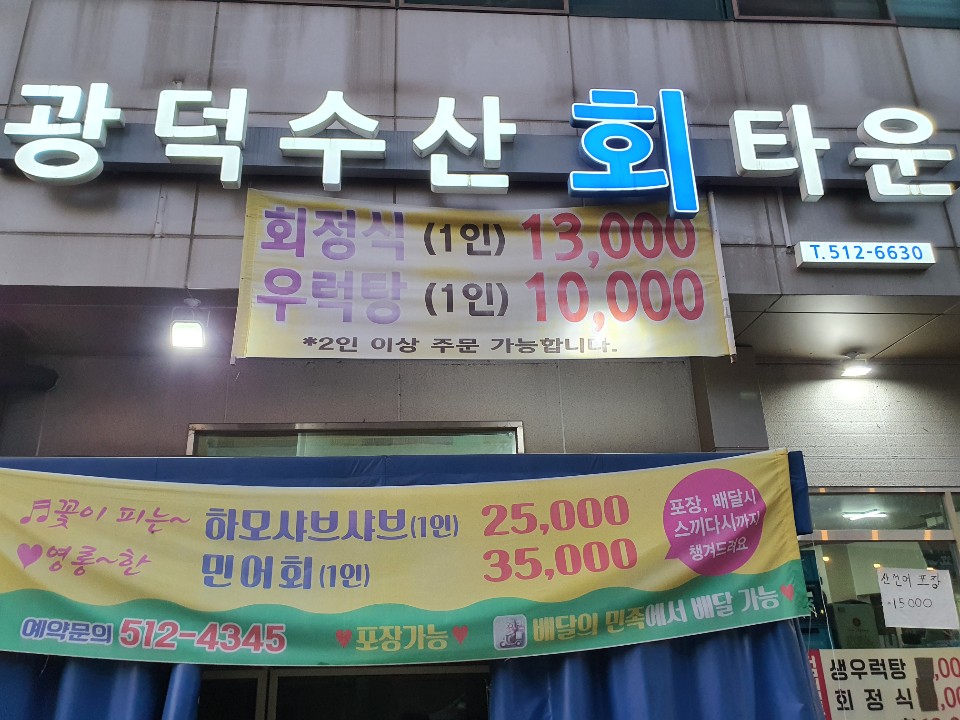 광덕수산회타운
T.512-6630
회정식 (1인) 13,000
우럭탕 (1인) 10,000
*2인 이상 주문 가능합니다.
꽃이 피는~ 하모샤브샤브(1인) 25,000
영롱~한 민어회(1인) 35,000
포장, 배달시
스끼다시까지
챙겨드려요
예약문의 512-4345 포장가능 배달의 민족에서 배달 가능
포장
15000
생우럭탕
회정식